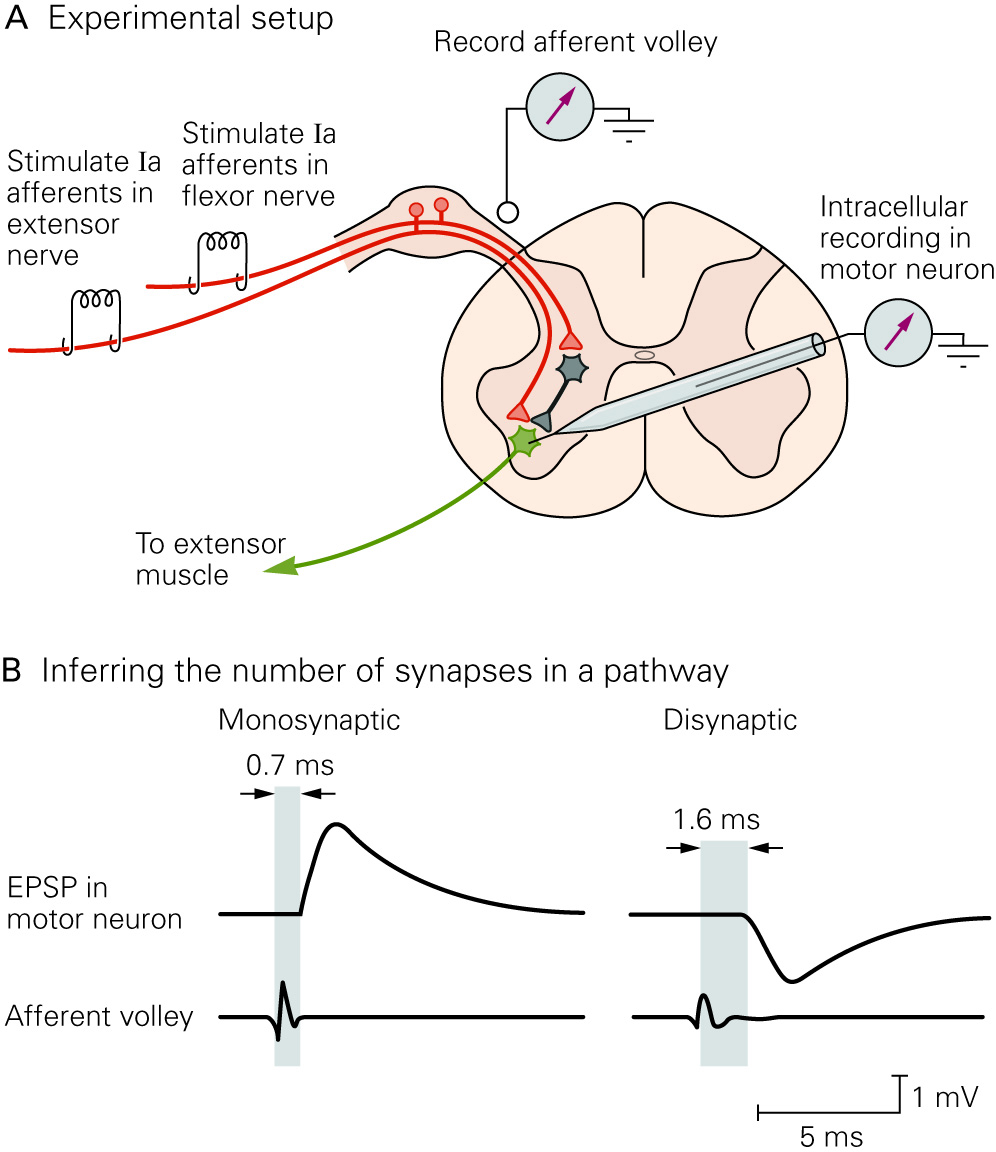 A Experimental setup
Record afferent volley
Stimulate Ia
afferents in
flexor nerve
Stimulate Ia
afferents in
extensor
nerve
Intracellular
recording in
motor neuron
To extensor
muscle
B Inferring the number of synapses in a pathway
Monosynaptic
Disynaptic
0.7 ms
1.6 ms
EPSP in
motor neuron
Afferent volley
1 mV
5 ms